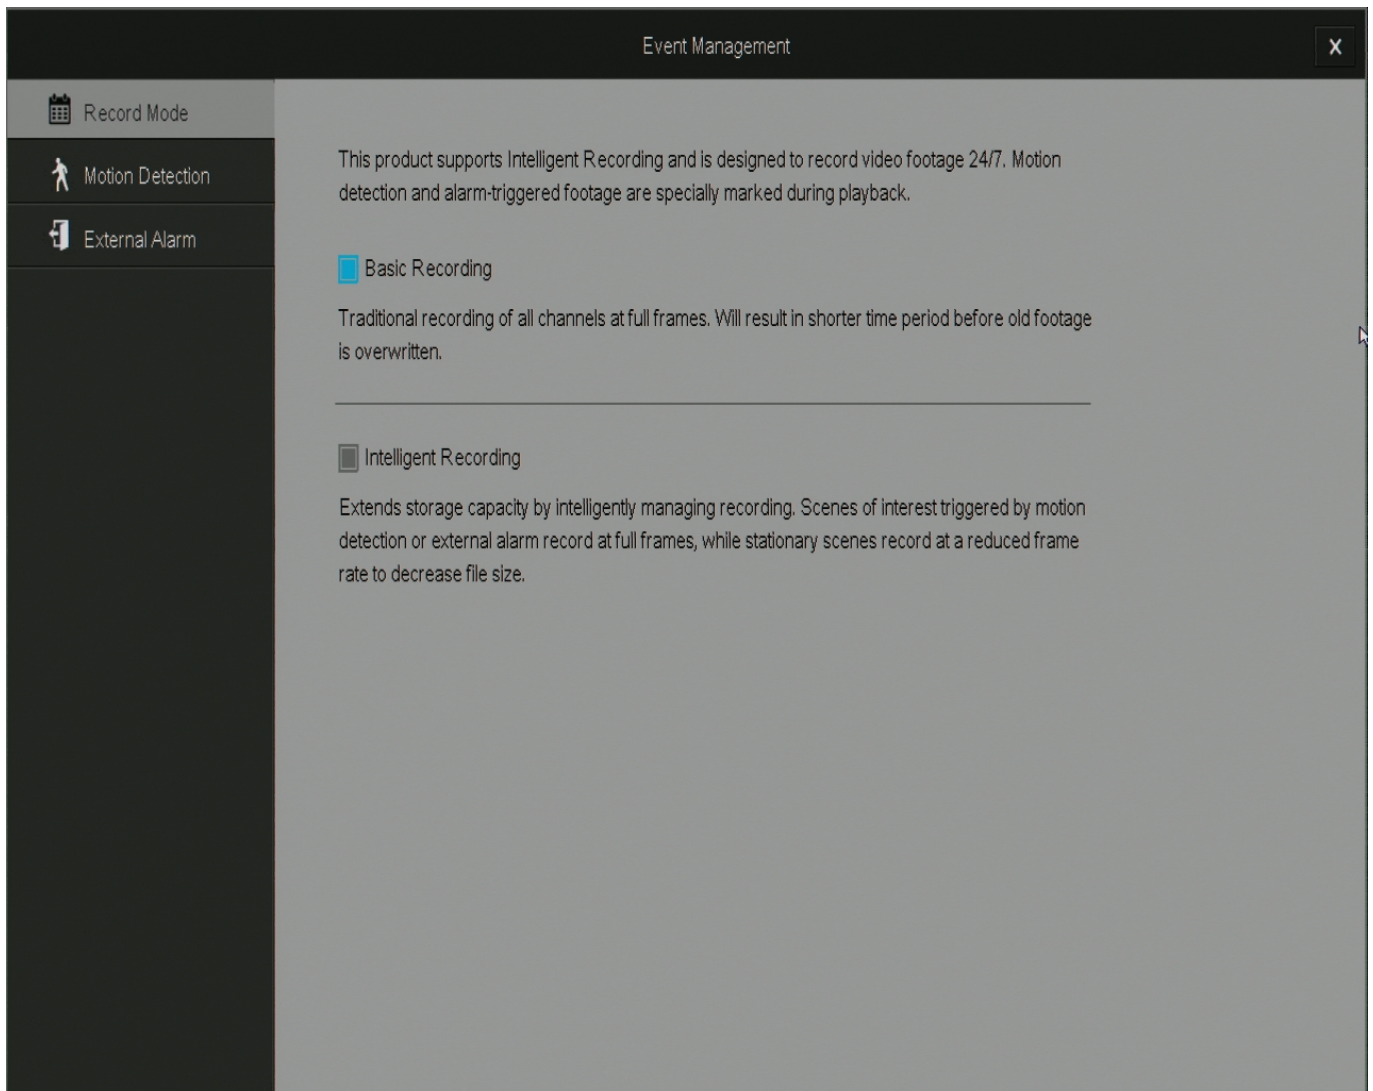 Event Management
X
Record Mode
Motion Detection
External Alarm
This product supports Intelligent Recording and is designed to record video footage 24/7. Motion
detection and alarm-triggered footage are specially marked during playback.
Basic Recording
Traditional recording of all channels at full frames. Will result in shorter time period before old footage
is overwritten.
Intelligent Recording
Extends storage capacity by intelligently managing recording. Scenes of interest triggered by motion
detection or external alarm record at full frames, while stationary scenes record at a reduced frame
rate to decrease file size.